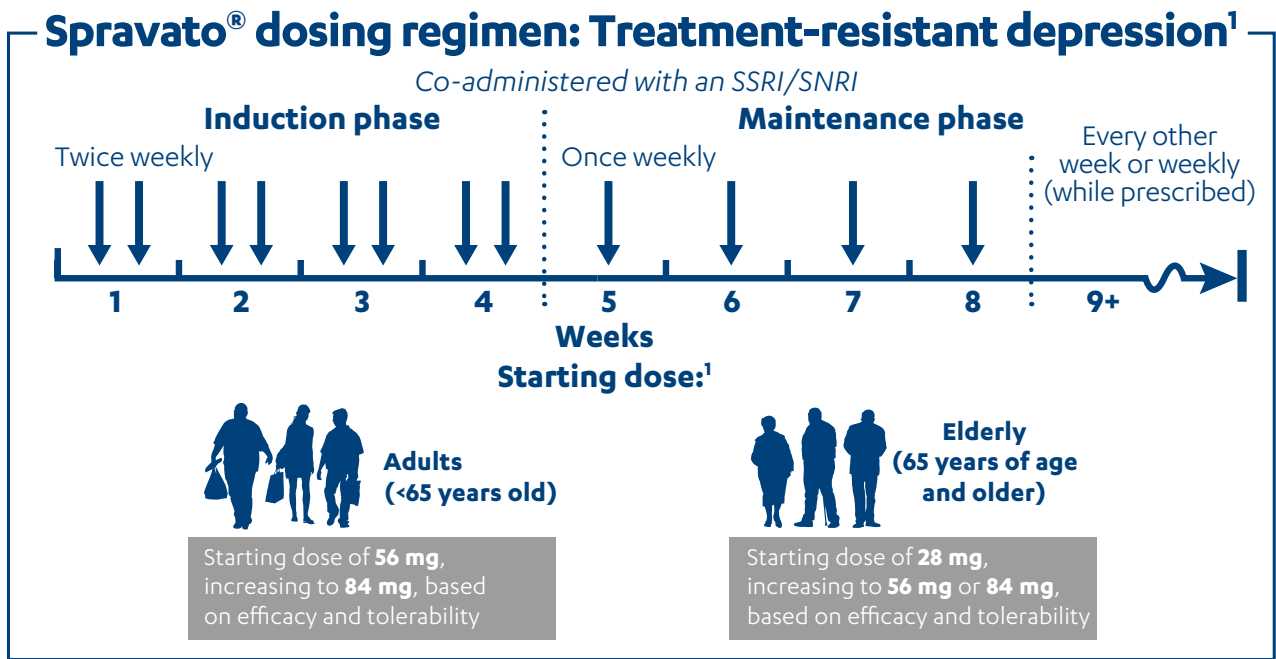 Spravato® dosing regimen: Treatment-resistant depression¹
Co-administered with an SSRI/SNRI
Induction phase
Maintenance phase
Twice weekly
Once weekly
Every other
week or weekly
(while prescribed)
1 2 3 4 5 6 7 8 9+
Weeks
Starting dose:¹
Adults
(<65 years old)
Starting dose of 56 mg,
increasing to 84 mg, based
on efficacy and tolerability
Elderly
(65 years of age
and older)
Starting dose of 28 mg,
increasing to 56 mg or 84 mg,
based on efficacy and tolerability